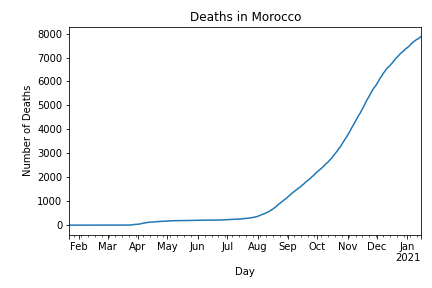 Deaths in Morocco
Number of Deaths
8000
7000
6000
5000
4000
3000
2000
1000
0
Feb Mar Apr May Jun Jul Aug Sep Oct Nov Dec Jan
2021
Day